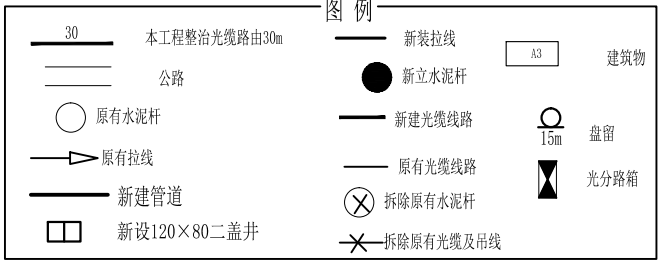 图 例
30
本工程整治光缆路由30m
公路
原有水泥杆
原有拉线
新建管道
新设120×80二盖井
新装拉线
新立水泥杆
新建光缆线路
原有光缆线路
拆除原有水泥杆
拆除原有光缆及吊线
A3
建筑物
15m
盘留
光分路箱